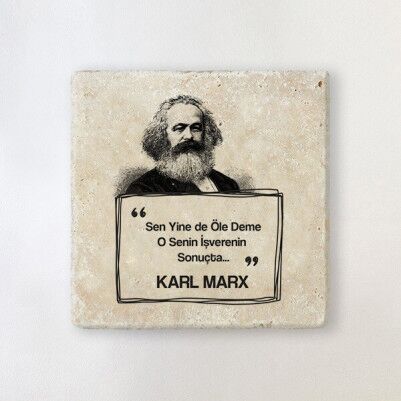 “
Sen Yine de Öle Deme
O Senin İşverenin
Sonuçta...
”
KARL MARX